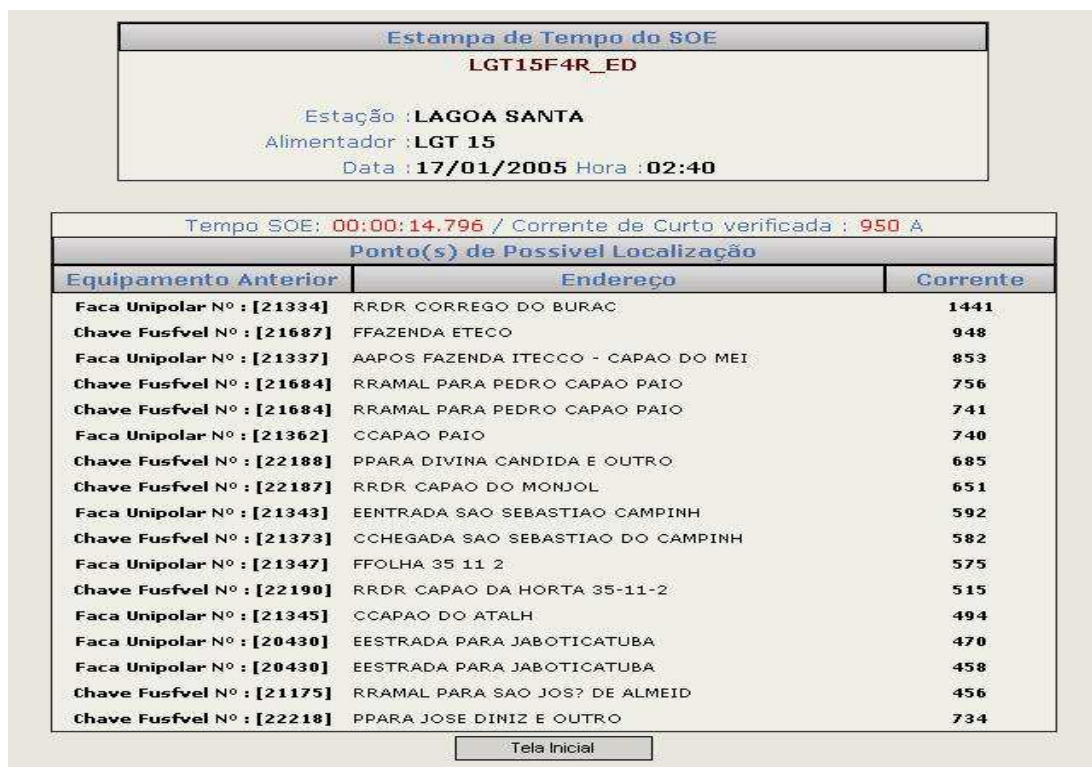 Estampa de Tempo do SOE
LGT15F4R_ED
Estação : LAGOA SANTA
Alimentador : LGT 15
Data : 17/01/2005 Hora : 02:40
Tempo SOE: 00:00:14.796 / Corrente de Curto verificada : 950 A
Ponto(s) de Possivel Localização
Equipamento Anterior Endereço Corrente
Faca Unipolar Nº : [21334] RRDR CORREGO DO BURAC 1441
Chave Fusfvel Nº : [21687] FFAZENDA ETECO 948
Faca Unipolar Nº : [21337] AAPOS FAZENDA ITECCO - CAPAO DO MEI 853
Chave Fusfvel Nº : [21684] RRAMAL PARA PEDRO CAPAO PAIO 756
Chave Fusfvel Nº : [21684] RRAMAL PARA PEDRO CAPAO PAIO 741
Faca Unipolar Nº : [21362] CCAPAO PAIO 740
Chave Fusfvel Nº : [22188] PPARA DIVINA CANDIDA E OUTRO 685
Chave Fusfvel Nº : [22187] RRDR CAPAO DO MONJOL 651
Faca Unipolar Nº : [21343] EENTRADA SAO SEBASTIAO CAMPINH 592
Chave Fusfvel Nº : [21373] CCHEGADA SAO SEBASTIAO DO CAMPINH 582
Faca Unipolar Nº : [21347] FFOLHA 35 11 2 575
Chave Fusfvel Nº : [22190] RRDR CAPAO DA HORTA 35-11-2 515
Faca Unipolar Nº : [21345] CCAPAO DO ATALH 494
Faca Unipolar Nº : [20430] EESTRADA PARA JABOTICATUBA 470
Faca Unipolar Nº : [20430] EESTRADA PARA JABOTICATUBA 458
Chave Fusfvel Nº : [21175] RRAMAL PARA SAO JOS? DE ALMEID 456
Chave Fusfvel Nº : [22218] PPARA JOSE DINIZ E OUTRO 734
Tela Inicial